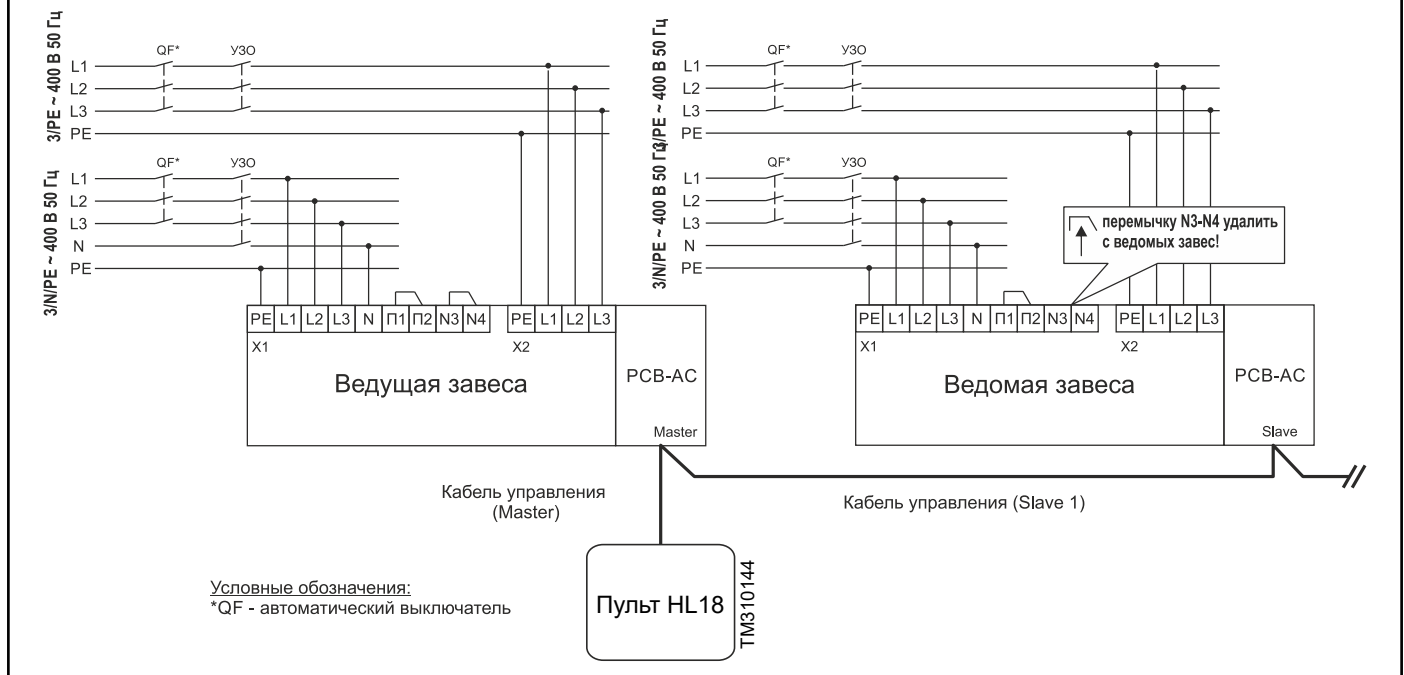 3/PE ~ 400 В 50 Гц
QF* УЗО
L1
L2
L3
PE
3/N/PE ~ 400 В 50 Гц
QF* УЗО
L1
L2
L3
N
PE
PE L1 L2 L3 N П1 П2 N3 N4 PE L1 L2 L3
X1 X2
Ведущая завеса
PCB-AC
Master
3/PE ~ 400 В 50 Гц
QF* УЗО
L1
L2
L3
PE
3/N/PE ~ 400 В 50 Гц
QF* УЗО
L1
L2
L3
N
PE
перемычку N3-N4 удалить
с ведомых завес!
PE L1 L2 L3 N П1 П2 N3 N4 PE L1 L2 L3
X1 X2
Ведомая завеса
PCB-AC
Slave
Кабель управления
(Master)
Кабель управления (Slave 1)
Пульт HL18
TM310144
Условные обозначения:
*QF - автоматический выключатель